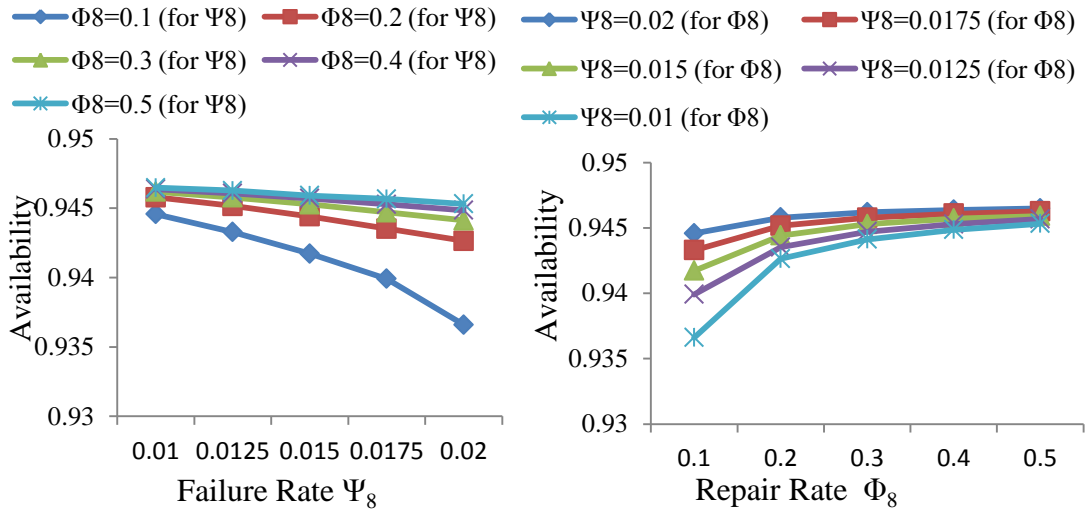 Φ8=0.1 (for Ψ8) Φ8=0.2 (for Ψ8)
Φ8=0.3 (for Ψ8) Φ8=0.4 (for Ψ8)
Φ8=0.5 (for Ψ8)
0.95
0.945
0.94
0.935
0.93
Availability
0.01 0.0125 0.015 0.0175 0.02
Failure Rate Ψ8
Ψ8=0.02 (for Φ8) Ψ8=0.0175 (for Φ8)
Ψ8=0.015 (for Φ8) Ψ8=0.0125 (for Φ8)
Ψ8=0.01 (for Φ8)
0.95
0.945
0.94
0.935
0.93
Availability
0.1 0.2 0.3 0.4 0.5
Repair Rate Φ8